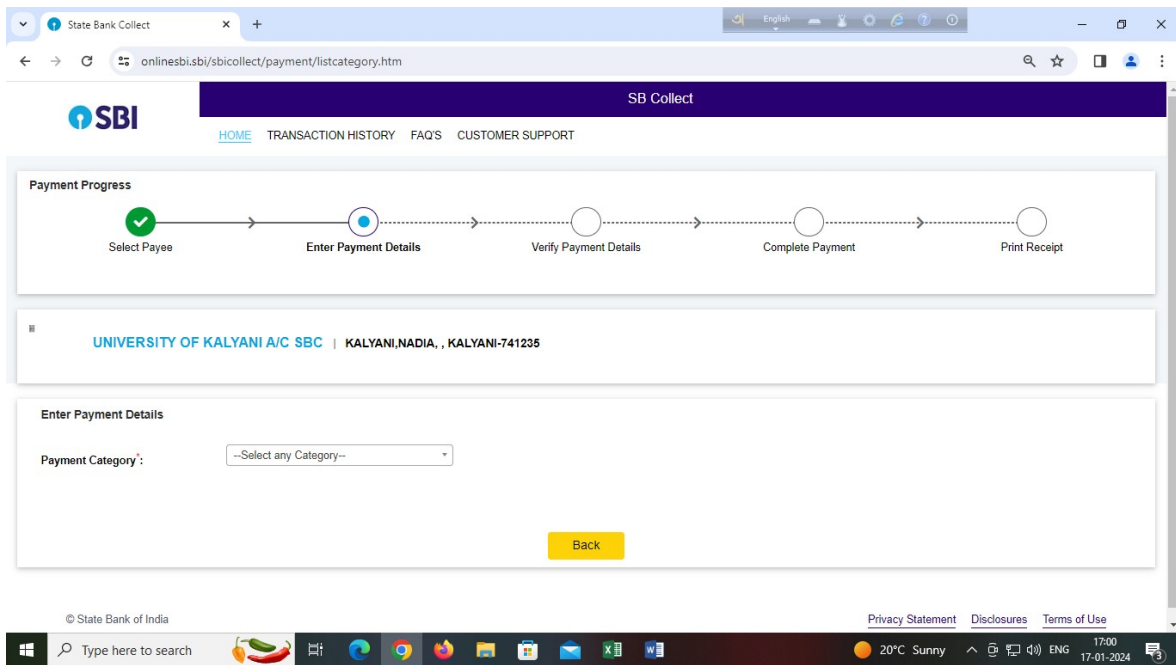 State Bank Collect
English
onlinesbi.sbi/sbicollect/payment/listcategory.htm
SBI
SB Collect
HOME TRANSACTION HISTORY FAQ'S CUSTOMER SUPPORT
Payment Progress
Select Payee Enter Payment Details Verify Payment Details Complete Payment Print Receipt
UNIVERSITY OF KALYANI A/C SBC | KALYANI,NADIA, , KALYANI-741235
Enter Payment Details
Payment Category*: --Select any Category--
Back
© State Bank of India Privacy Statement Disclosures Terms of Use
Type here to search 20°C Sunny ENG 17:00
17-01-2024 3